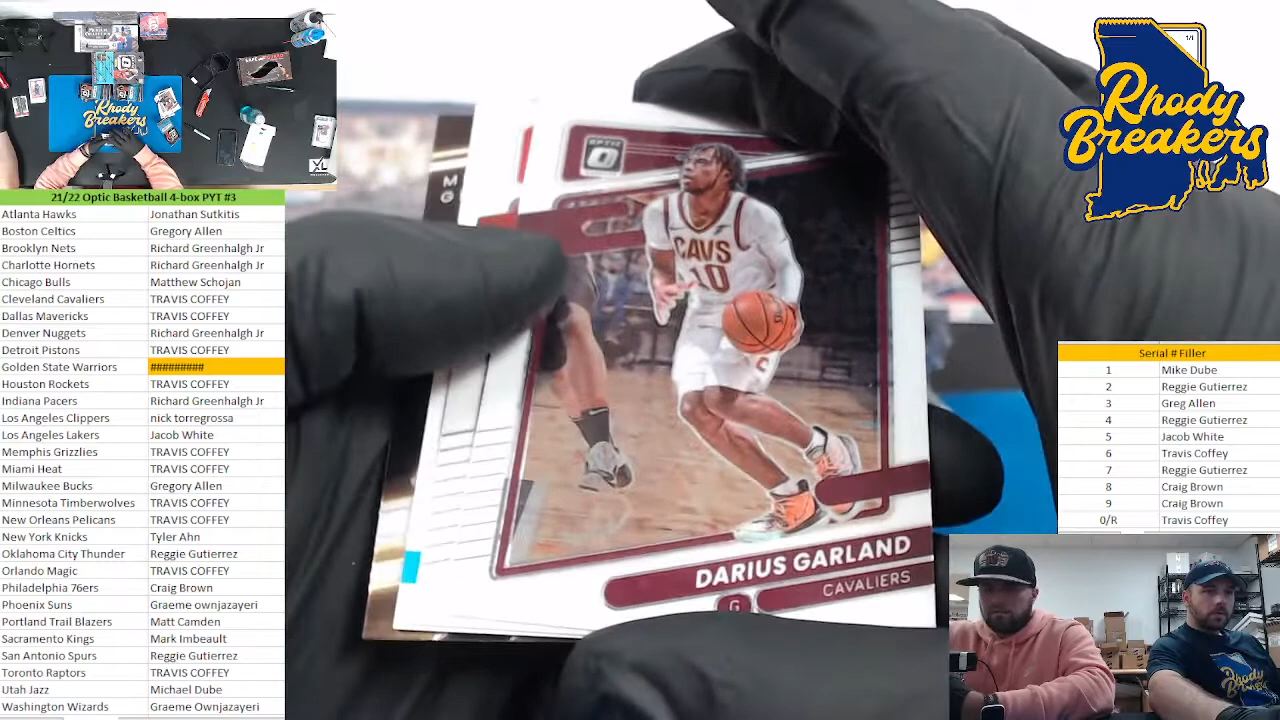 21/22 Optic Basketball 4-box PYT #3
Atlanta Hawks Jonathan Sutkitis
Boston Celtics Gregory Allen
Brooklyn Nets Richard Greenhalgh Jr
Charlotte Hornets Richard Greenhalgh Jr
Chicago Bulls Matthew Schojan
Cleveland Cavaliers TRAVIS COFFEY
Dallas Mavericks TRAVIS COFFEY
Denver Nuggets Richard Greenhalgh Jr
Detroit Pistons TRAVIS COFFEY
Golden State Warriors #########
Houston Rockets TRAVIS COFFEY
Indiana Pacers Richard Greenhalgh Jr
Los Angeles Clippers nick torregrossa
Los Angeles Lakers Jacob White
Memphis Grizzlies TRAVIS COFFEY
Miami Heat TRAVIS COFFEY
Milwaukee Bucks Gregory Allen
Minnesota Timberwolves TRAVIS COFFEY
New Orleans Pelicans TRAVIS COFFEY
New York Knicks Tyler Ahn
Oklahoma City Thunder Reggie Gutierrez
Orlando Magic TRAVIS COFFEY
Philadelphia 76ers Craig Brown
Phoenix Suns Graeme ownjazayeri
Portland Trail Blazers Matt Camden
Sacramento Kings Mark Imbeault
San Antonio Spurs Reggie Gutierrez
Toronto Raptors TRAVIS COFFEY
Utah Jazz Michael Dube
Washington Wizards Graeme Ownjazayeri
Rhody
Breakers
XL
M
G
OPTIC
CAVS
10
C
DARIUS GARLAND
CAVALIERS
G
1/1
Rhody
Breakers
Serial # Filler
1 Mike Dube
2 Reggie Gutierrez
3 Greg Allen
4 Reggie Gutierrez
5 Jacob White
6 Travis Coffey
7 Reggie Gutierrez
8 Craig Brown
9 Craig Brown
0/R Travis Coffey
Rhody
Breakers